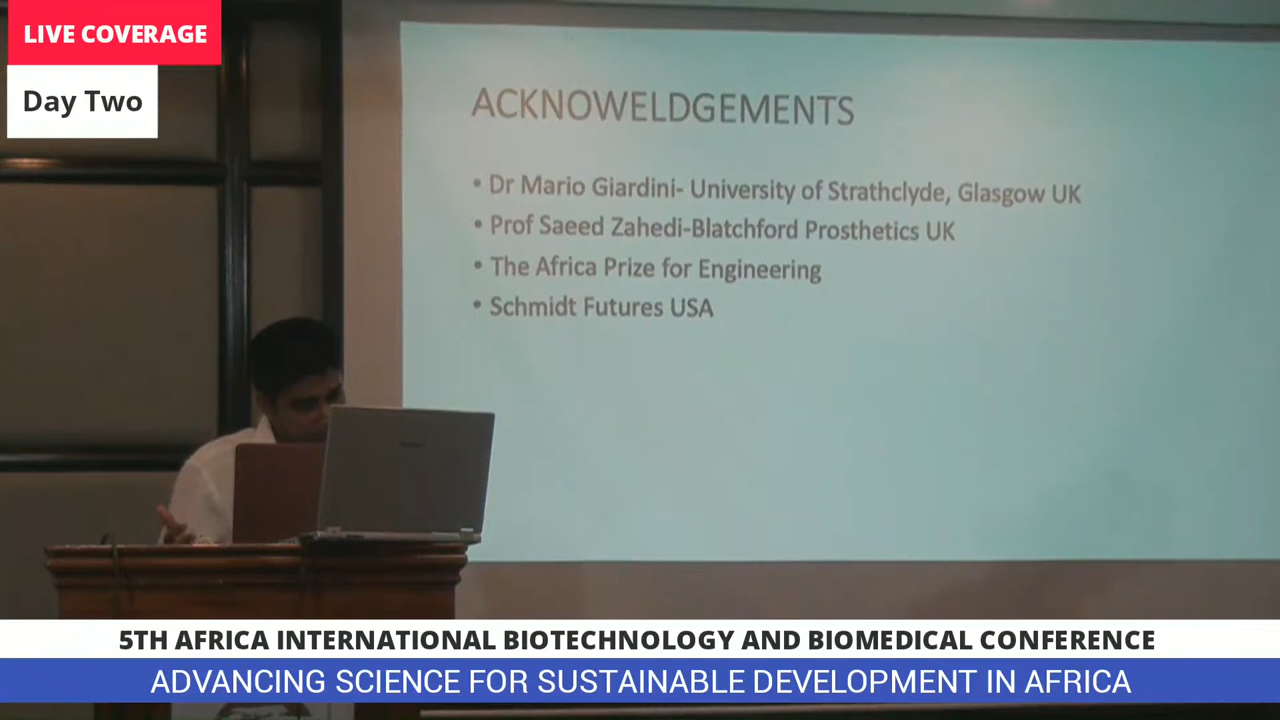 LIVE COVERAGE
Day Two
ACKNOWELDGEMENTS
• Dr Mario Giardini- University of Strathclyde, Glasgow UK
• Prof Saeed Zahedi-Blatchford Prosthetics UK
• The Africa Prize for Engineering
• Schmidt Futures USA
5TH AFRICA INTERNATIONAL BIOTECHNOLOGY AND BIOMEDICAL CONFERENCE
ADVANCING SCIENCE FOR SUSTAINABLE DEVELOPMENT IN AFRICA